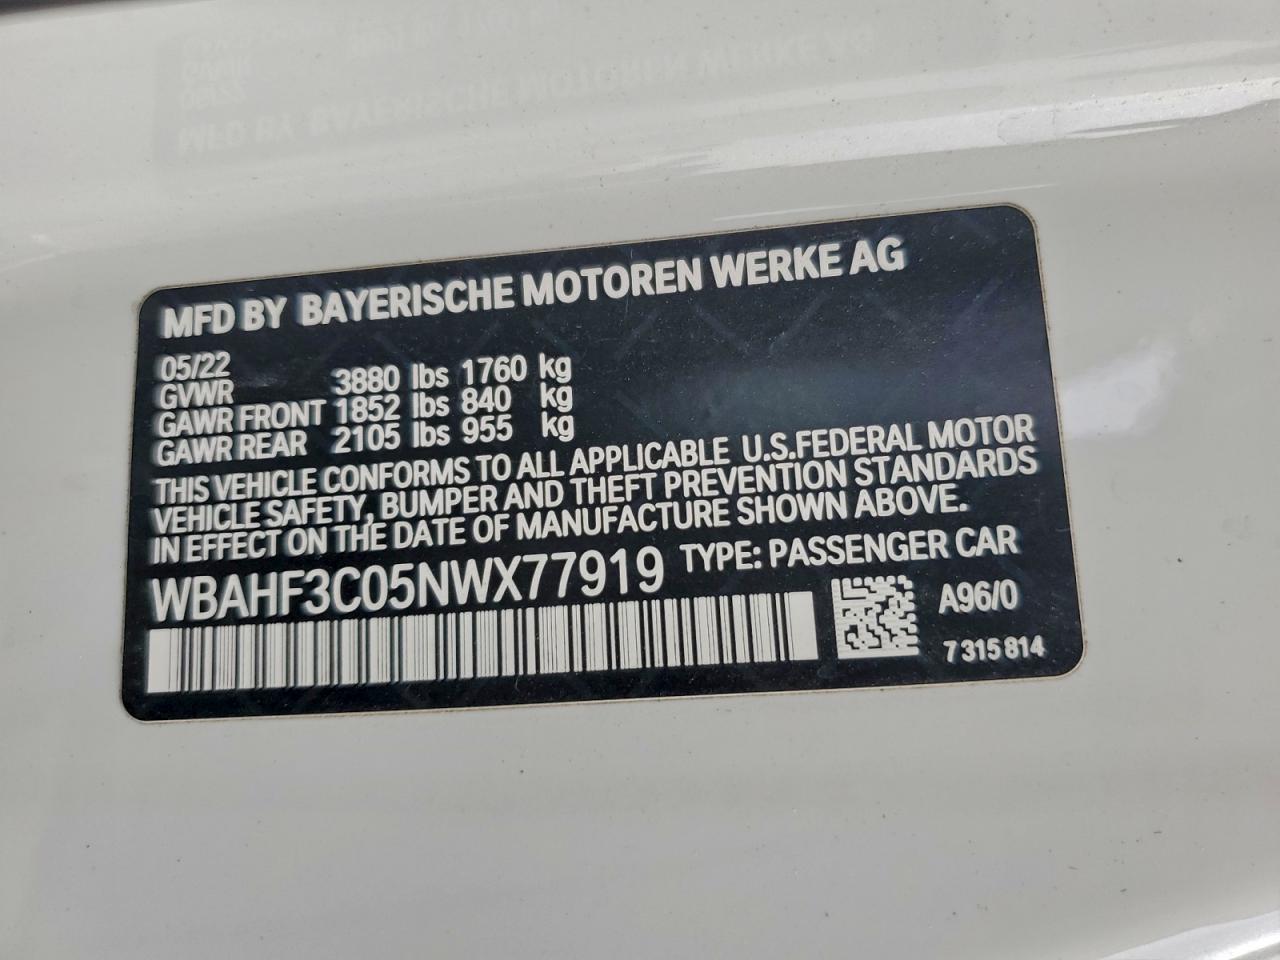 MFD BY BAYERISCHE MOTOREN WERKE AG
05/22
GVWR 3880 lbs 1760 kg
GAWR FRONT 1852 lbs 840 kg
GAWR REAR 2105 lbs 955 kg
THIS VEHICLE CONFORMS TO ALL APPLICABLE U.S.FEDERAL MOTOR
VEHICLE SAFETY, BUMPER AND THEFT PREVENTION STANDARDS
IN EFFECT ON THE DATE OF MANUFACTURE SHOWN ABOVE.
WBAHF3C05NWX77919 TYPE: PASSENGER CAR
A96/0
7 315 814